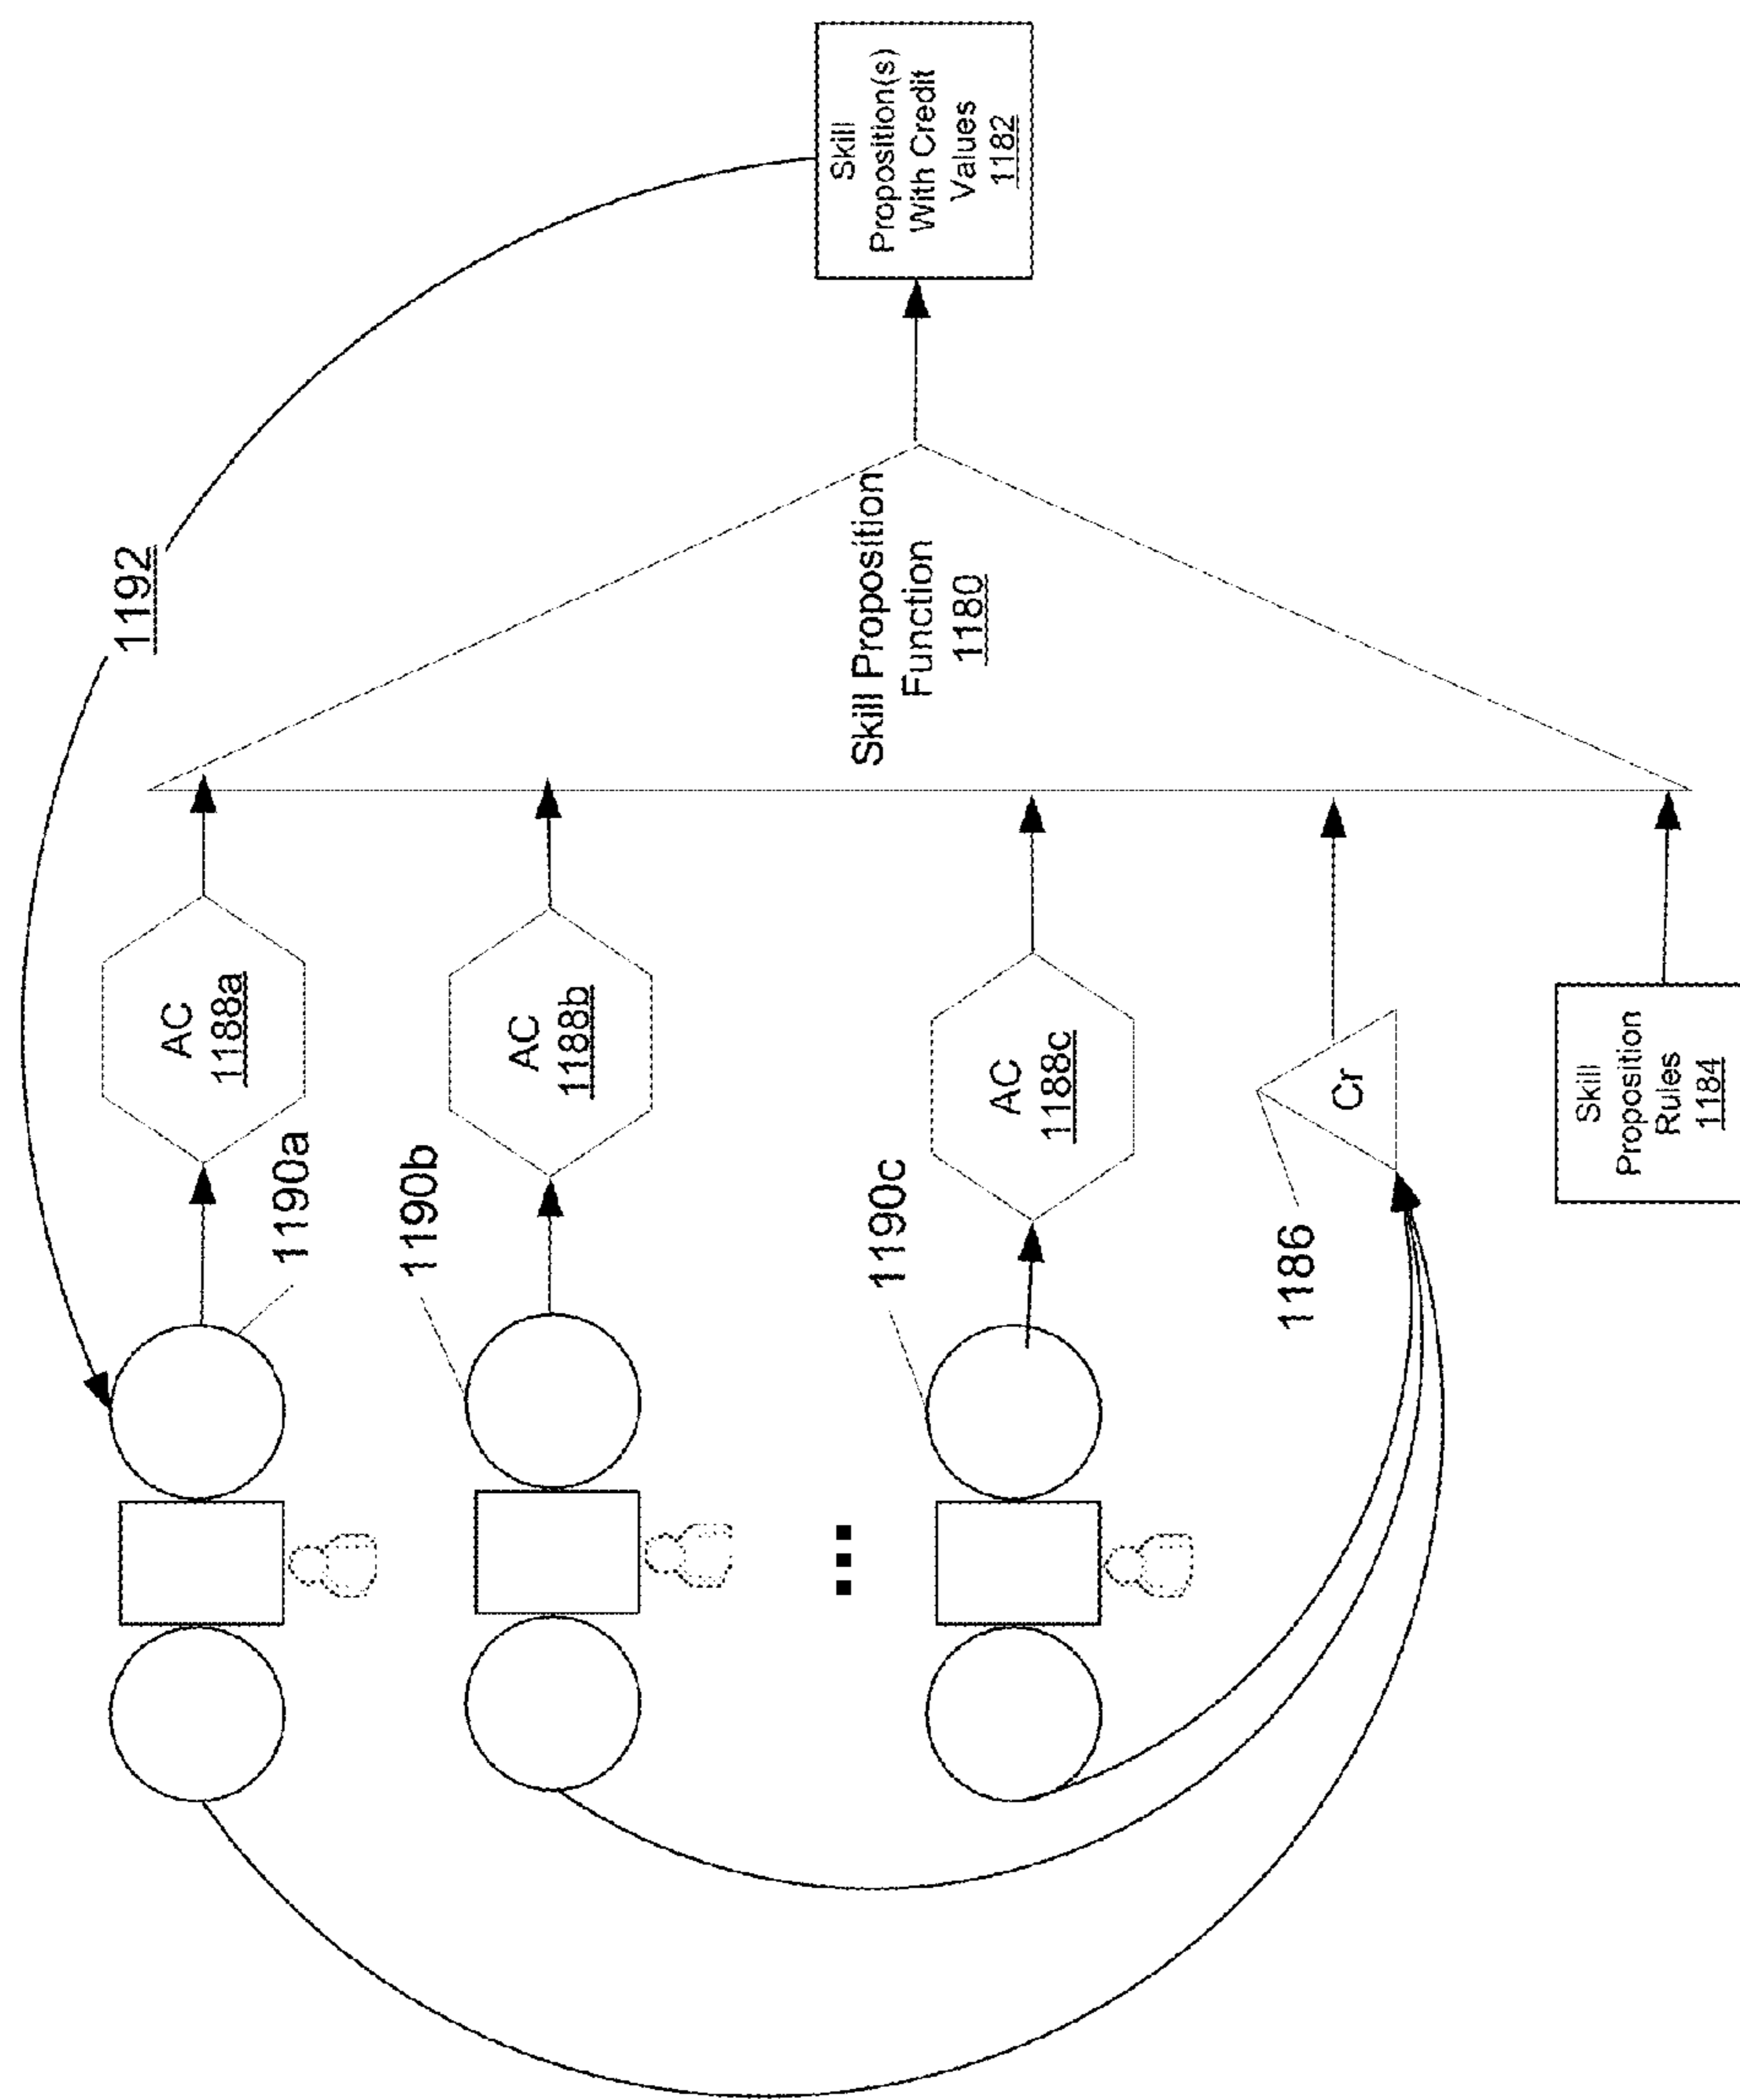 1192
Skill
Proposition(s)
With Credit
Values
1182
Skill Proposition
Function
1180
AC
1188a
AC
1188b
AC
1188c
Cr
1186
Skill
Proposition
Rules
1184
1190a
1190b
1190c